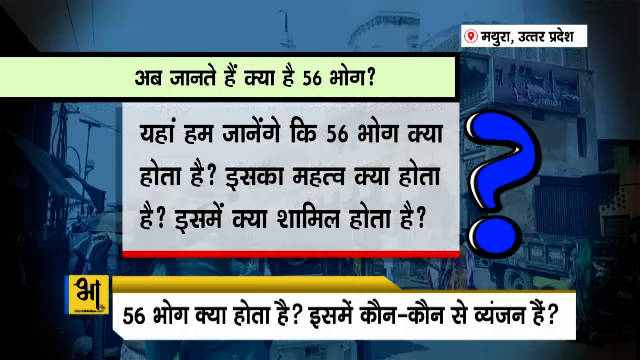 मथुरा, उत्तर प्रदेश
अब जानते हैं क्या है 56 भोग?
यहां हम जानेंगे कि 56 भोग क्या
होता है? इसका महत्व क्या होता
है? इसमें क्या शामिल होता है?
?
भा
56 भोग क्या होता है? इसमें कौन-कौन से व्यंजन हैं?